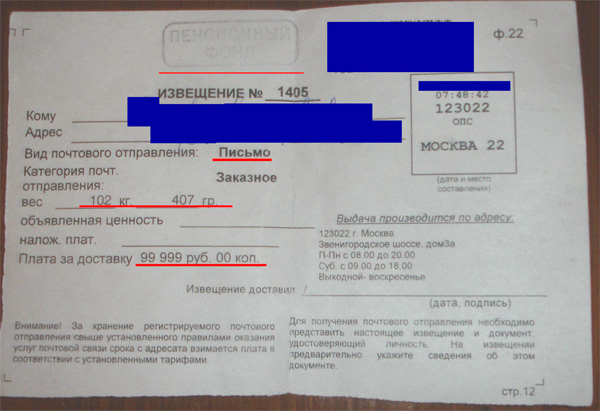 ПЕНСИОННЫЙ
ФОНД
ф.22
ИЗВЕЩЕНИЕ № 1405
07:48:42
123022
ОПС
МОСКВА 22
(дата и место
составления)
Кому
Адрес
Вид почтового отправления: Письмо
Категория почт.
отправления: Заказное
вес 102 кг. 407 гр.
объявленная ценность
налож. плат.
Плата за доставку 99 999 руб. 00 коп.
Выдача производится по адресу:
123022 г. Москва
Звенигородское шоссе, дом3а
П-Пн с 08.00 до 20.00
Суб. с 09.00 до 18.00
Выходной- воскресенье
Извещение доставил /
(дата, подпись)
Внимание! За хранение регистрируемого почтового
отправления свыше установленного правилами оказания
услуг почтовой связи срока с адресата взимается плата в
соответствии с установленными тарифами.
Для получения почтового отправления необходимо
представить настоящее извещение и документ,
удостоверяющий личность. На извещении
предварительно укажите сведения об этом
документе.
стр.12